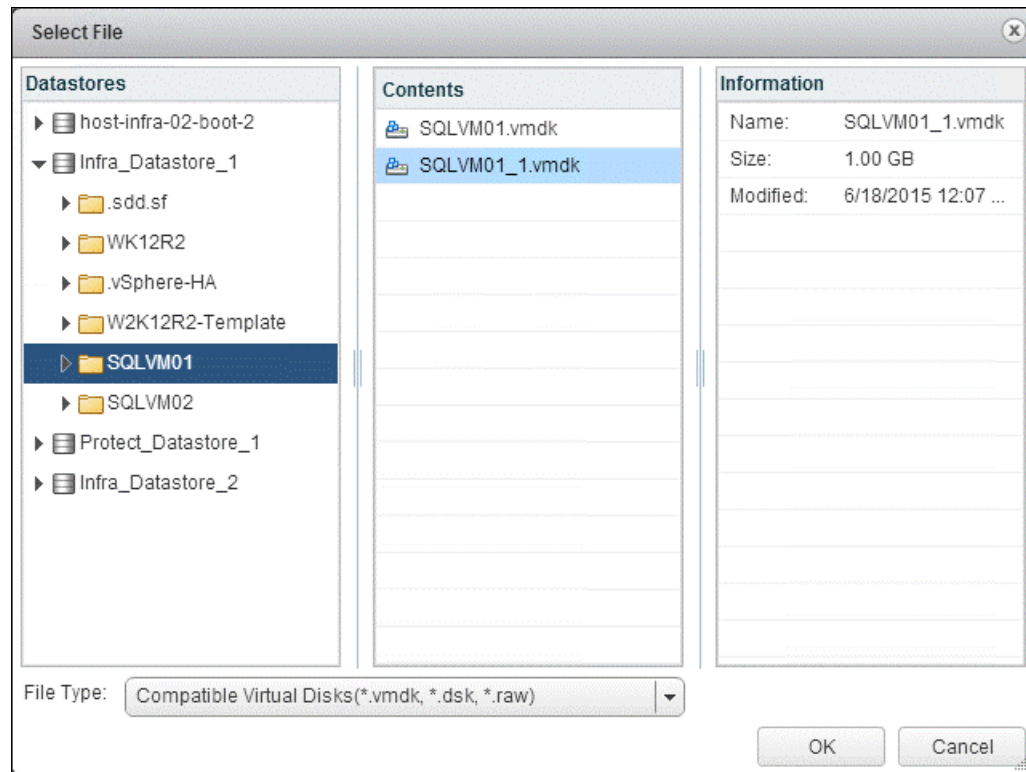 Select File
Datastores
host-infra-02-boot-2
Infra_Datastore_1
.sdd.sf
WK12R2
.vSphere-HA
W2K12R2-Template
SQLVM01
SQLVM02
Protect_Datastore_1
Infra_Datastore_2
Contents
SQLVM01.vmdk
SQLVM01_1.vmdk
Information
Name: SQLVM01_1.vmdk
Size: 1.00 GB
Modified: 6/18/2015 12:07 ...
File Type: Compatible Virtual Disks(*.vmdk, *.dsk, *.raw)
OK Cancel